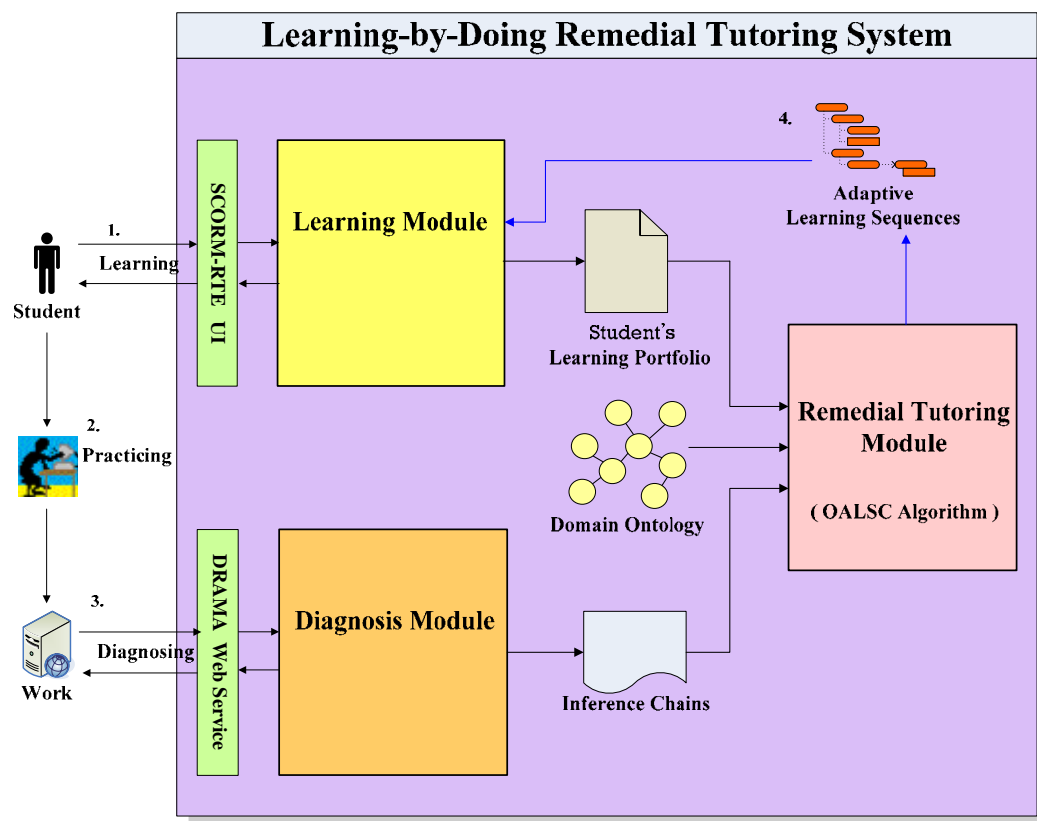 Learning-by-Doing Remedial Tutoring System
1.
Learning
Student
SCORM-RTE UI
Learning Module
4.
Adaptive
Learning Sequences
Student's
Learning Portfolio
2.
Practicing
Domain Ontology
Remedial Tutoring
Module
( OALSC Algorithm )
3.
Diagnosing
Work
DRAMA Web Service
Diagnosis Module
Inference Chains